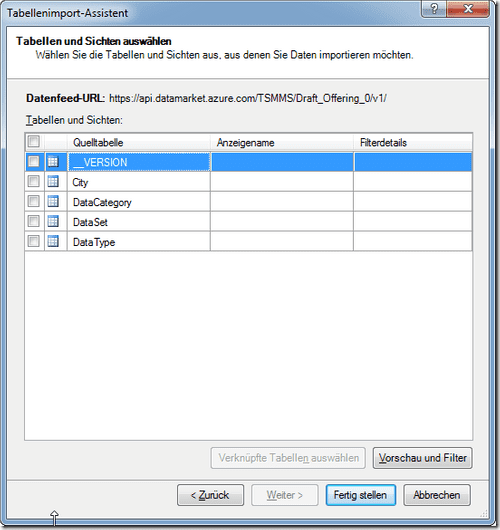 Tabellenimport-Assistent
?
Tabellen und Sichten auswählen
Wählen Sie die Tabellen und Sichten aus, aus denen Sie Daten importieren möchten.
Datenfeed-URL: https://api.datamarket.azure.com/TSMMS/Draft_Offering_0/v1/
Tabellen und Sichten:
Quelltabelle Anzeigename Filterdetails
__VERSION
City
DataCategory
DataSet
DataType
Verknüpfte Tabellen auswählen Vorschau und Filter
< Zurück Weiter > Fertig stellen Abbrechen